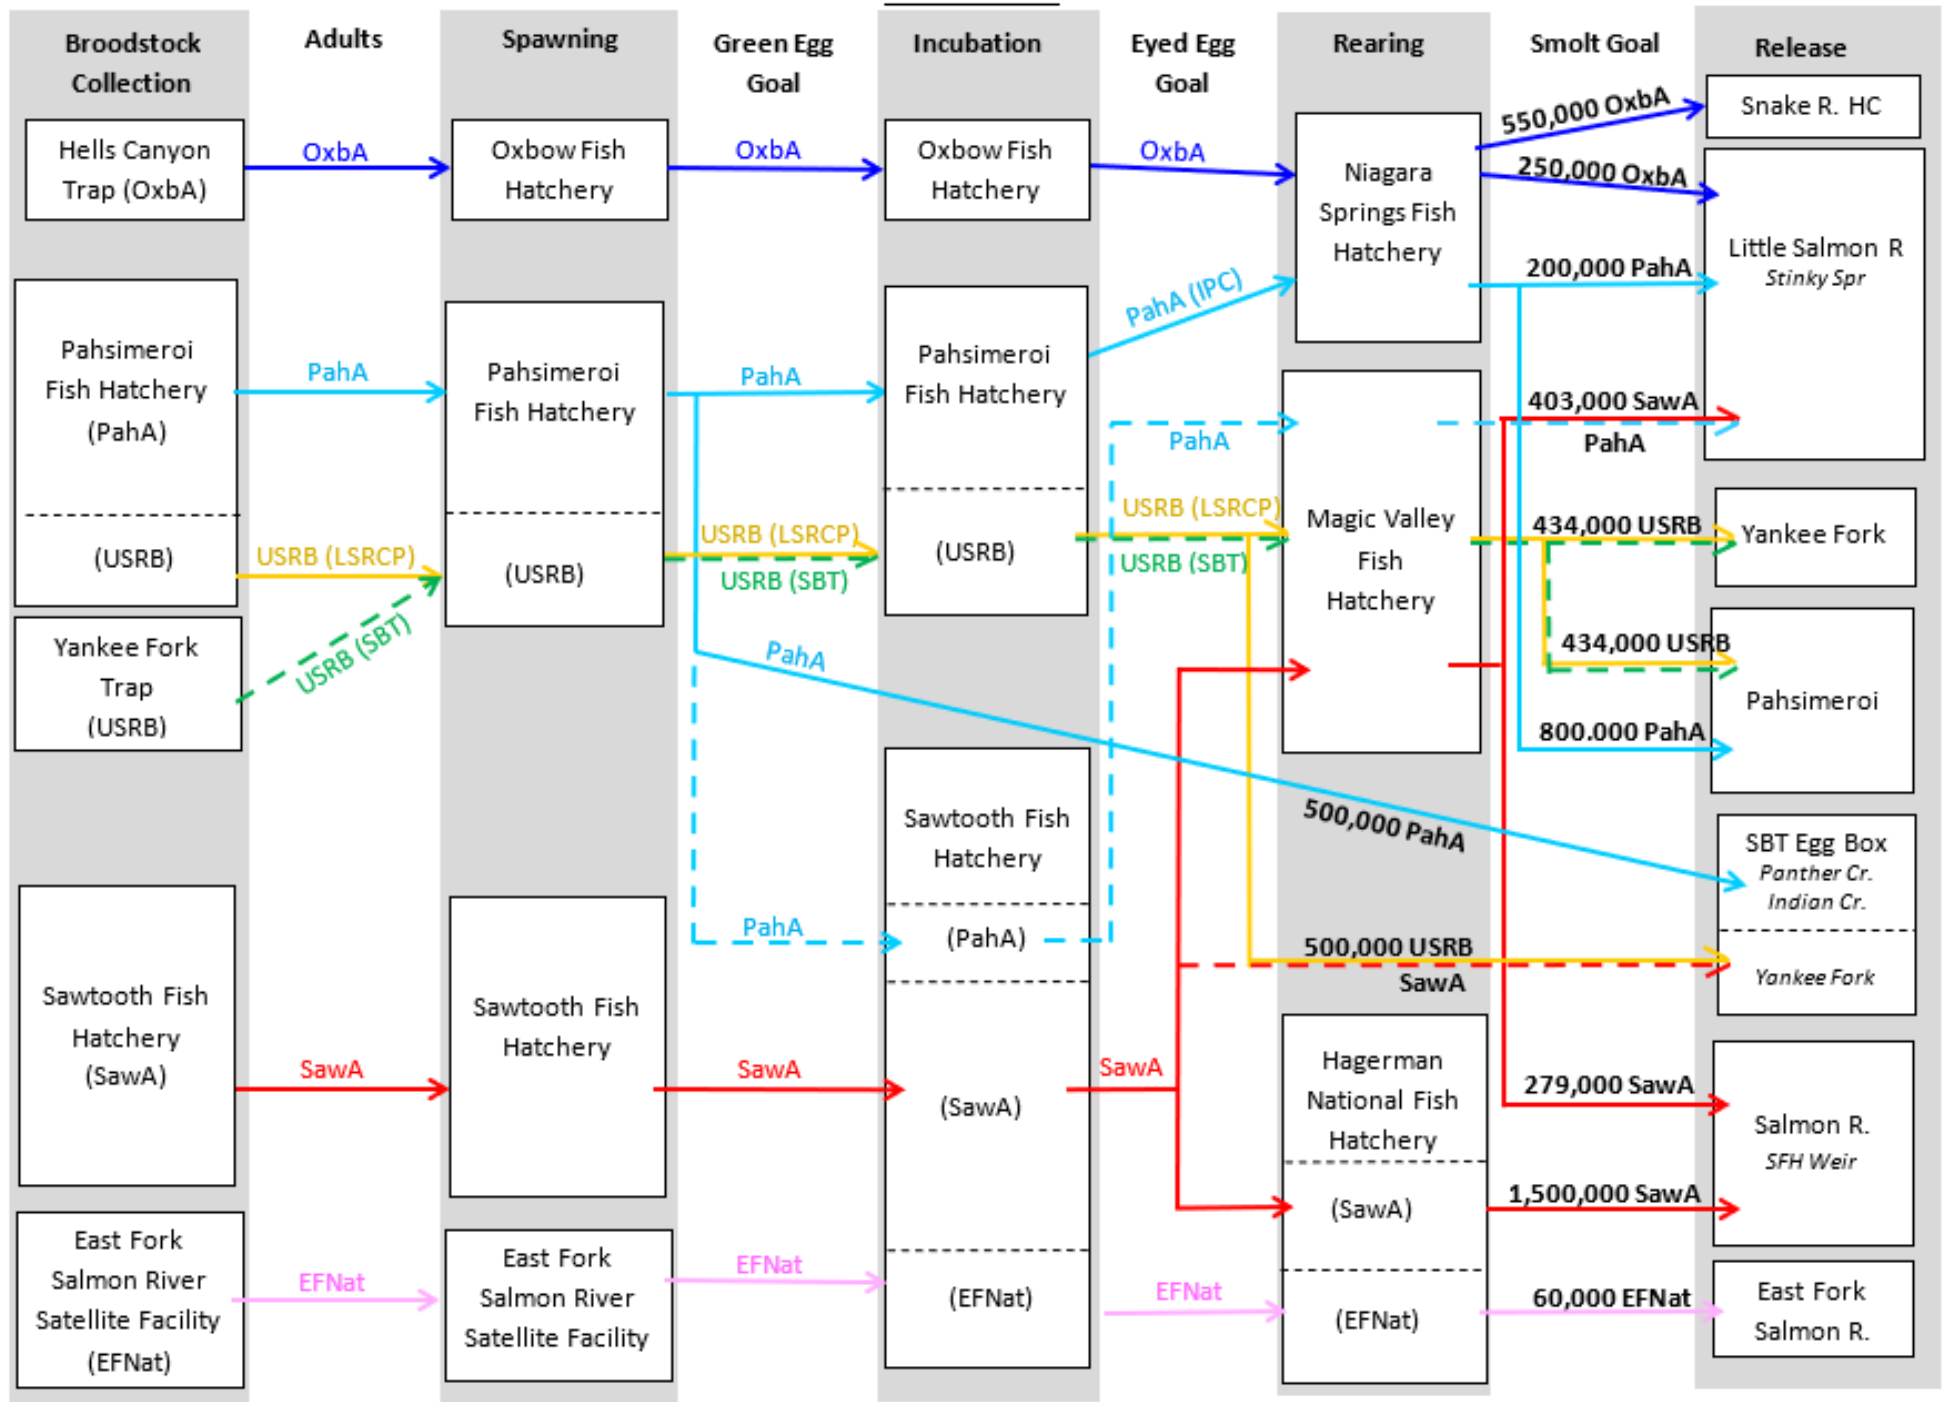 Broodstock
Collection
Adults
Spawning
Green Egg
Goal
Incubation
Eyed Egg
Goal
Rearing
Smolt Goal
Release
Hells Canyon
Trap (OxbA)
OxbA
Oxbow Fish
Hatchery
OxbA
Oxbow Fish
Hatchery
OxbA
Niagara
Springs Fish
Hatchery
550,000 OxbA
250,000 OxbA
200,000 PahA
Snake R. HC
Little Salmon R
Stinky Spr
Pahsimeroi
Fish Hatchery
(PahA)
(USRB)
PahA
USRB (LSRCP)
USRB (SBT)
Yankee Fork
Trap
(USRB)
Pahsimeroi
Fish Hatchery
(USRB)
PahA
USRB (LSRCP)
USRB (SBT)
PahA
PahA
Pahsimeroi
Fish Hatchery
(USRB)
PahA (IPC)
PahA
USRB (LSRCP)
USRB (SBT)
Magic Valley
Fish
Hatchery
403,000 SawA
PahA
434,000 USRB
434,000 USRB
800.000 PahA
Yankee Fork
Pahsimeroi
500,000 PahA
SBT Egg Box
Panther Cr.
Indian Cr.
Yankee Fork
500,000 USRB
SawA
Sawtooth Fish
Hatchery
(SawA)
SawA
Sawtooth Fish
Hatchery
SawA
Sawtooth Fish
Hatchery
(PahA)
(SawA)
(EFNat)
SawA
Hagerman
National Fish
Hatchery
(SawA)
(EFNat)
279,000 SawA
1,500,000 SawA
Salmon R.
SFH Weir
East Fork
Salmon River
Satellite Facility
(EFNat)
EFNat
East Fork
Salmon River
Satellite Facility
EFNat
EFNat
60,000 EFNat
East Fork
Salmon R.